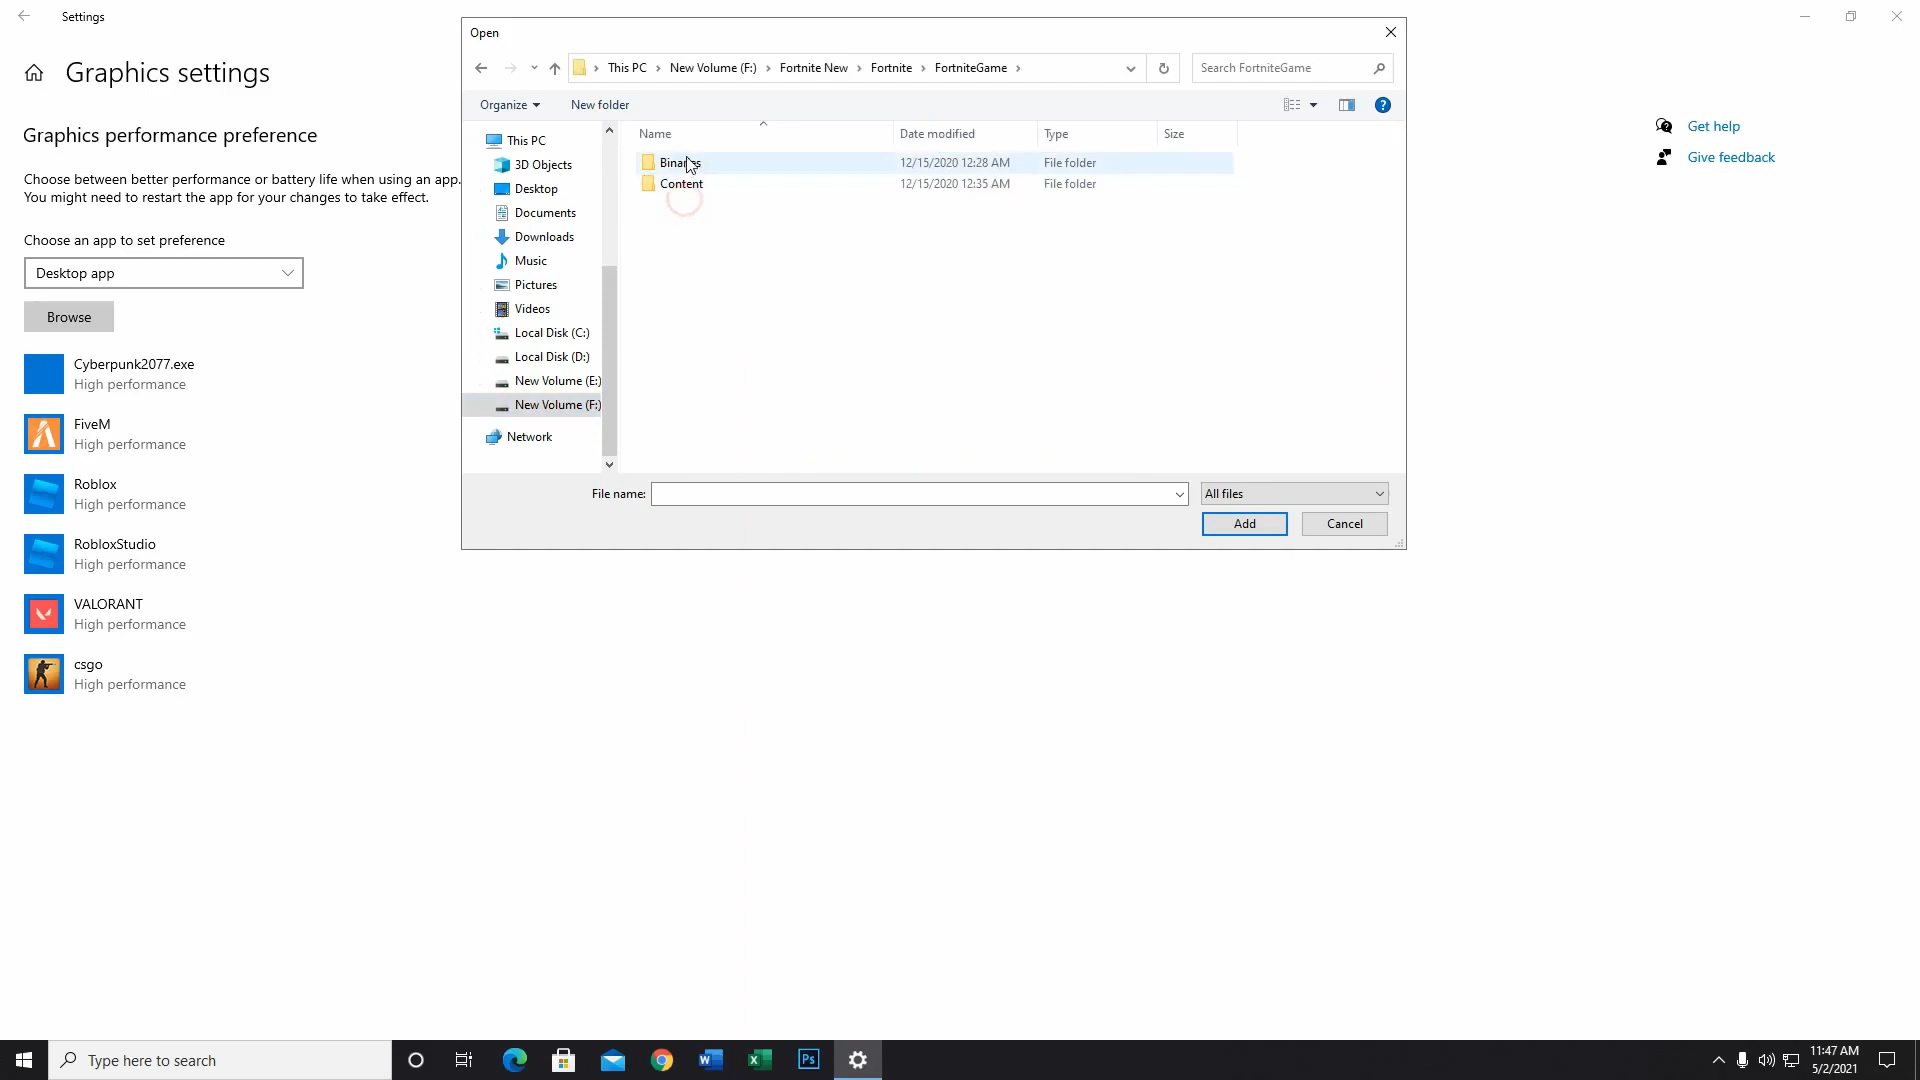 Settings
Graphics settings
Graphics performance preference
Choose between better performance or battery life when using an app.
You might need to restart the app for your changes to take effect.
Choose an app to set preference
Desktop app
Browse
Cyberpunk2077.exe
High performance
FiveM
High performance
Roblox
High performance
RobloxStudio
High performance
VALORANT
High performance
csgo
High performance
Open
This PC › New Volume (F:) › Fortnite New › Fortnite › FortniteGame ›
Search FortniteGame
Organize
New folder
This PC
3D Objects
Desktop
Documents
Downloads
Music
Pictures
Videos
Local Disk (C:)
Local Disk (D:)
New Volume (E:)
New Volume (F:)
Network
Name Date modified Type Size
Binaries 12/15/2020 12:28 AM File folder
Content 12/15/2020 12:35 AM File folder
File name:
All files
Add
Cancel
Get help
Give feedback
Type here to search
Ps
11:47 AM
5/2/2021